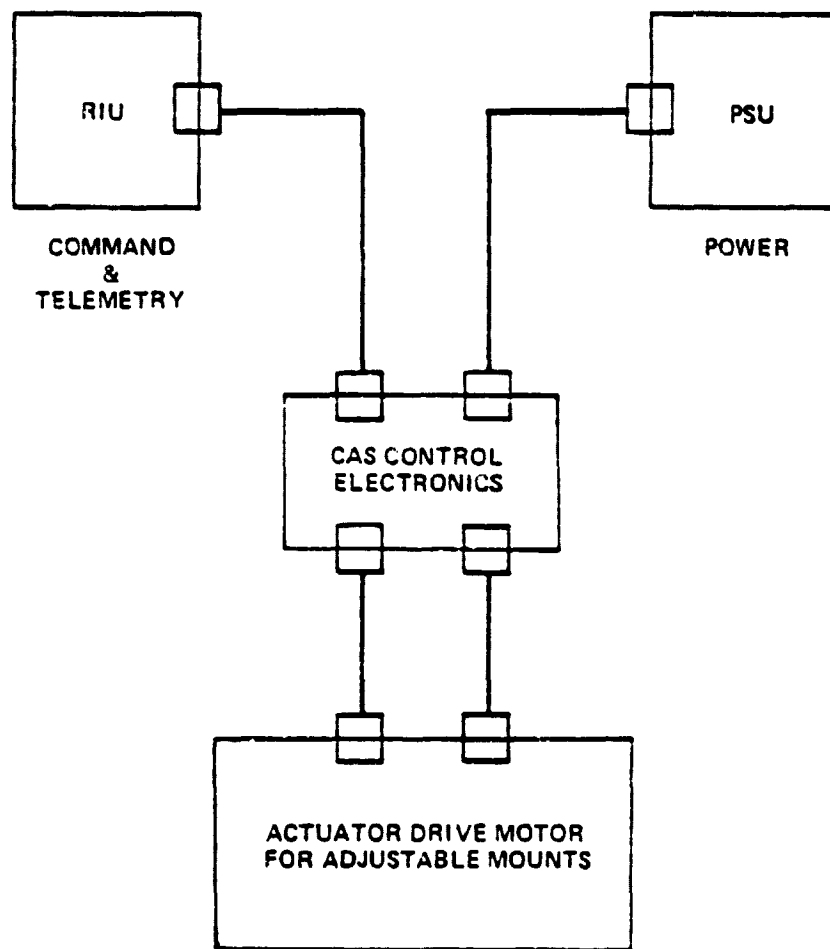 RIU
PSU
COMMAND
&
TELEMETRY
POWER
CAS CONTROL
ELECTRONICS
ACTUATOR DRIVE MOTOR
FOR ADJUSTABLE MOUNTS